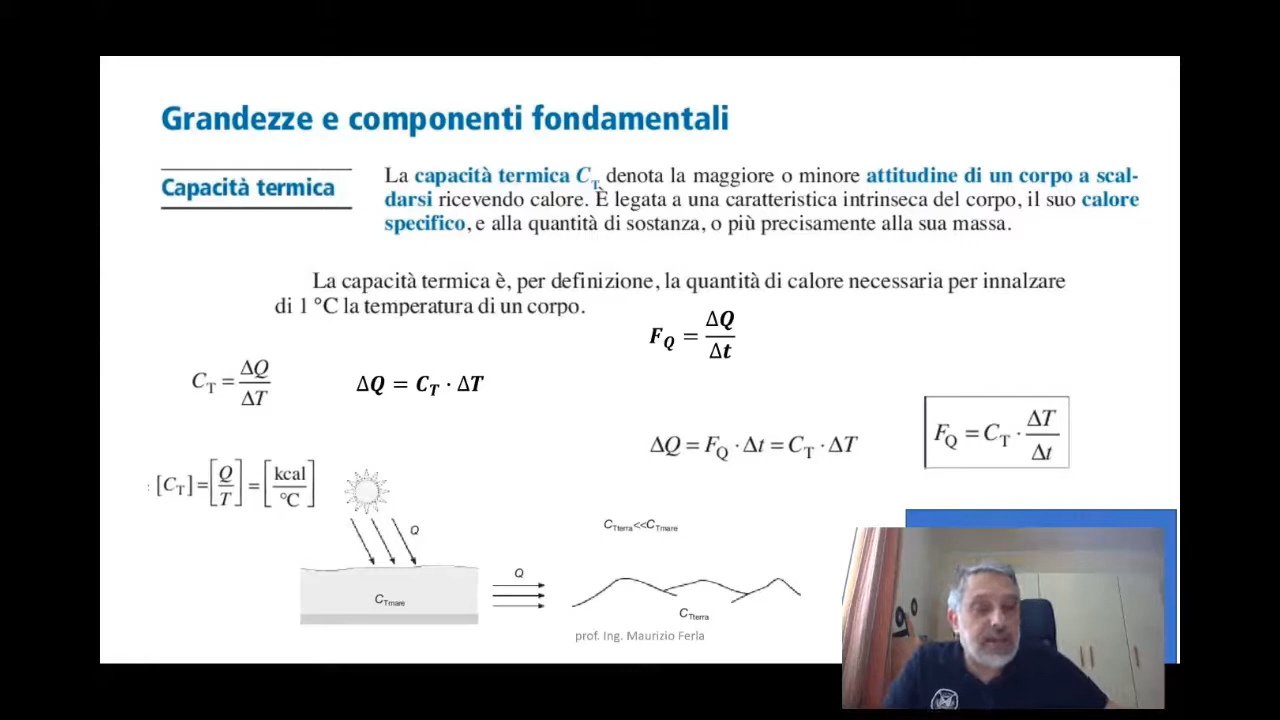 Grandezze e componenti fondamentali
Capacità termica
La capacità termica C_T denota la maggiore o minore attitudine di un corpo a scal-
darsi ricevendo calore. È legata a una caratteristica intrinseca del corpo, il suo calore
specifico, e alla quantità di sostanza, o più precisamente alla sua massa.
La capacità termica è, per definizione, la quantità di calore necessaria per innalzare
di 1 °C la temperatura di un corpo.
F_Q = ΔQ/Δt
C_T = ΔQ/ΔT
ΔQ = C_T · ΔT
ΔQ = F_Q · Δt = C_T · ΔT
F_Q = C_T · ΔT/Δt
[C_T] = [Q/T] = [kcal/°C]
Q
C_Tterra<<C_Tmare
Q
C_Tmare
C_Tterra
prof. Ing. Maurizio Ferla